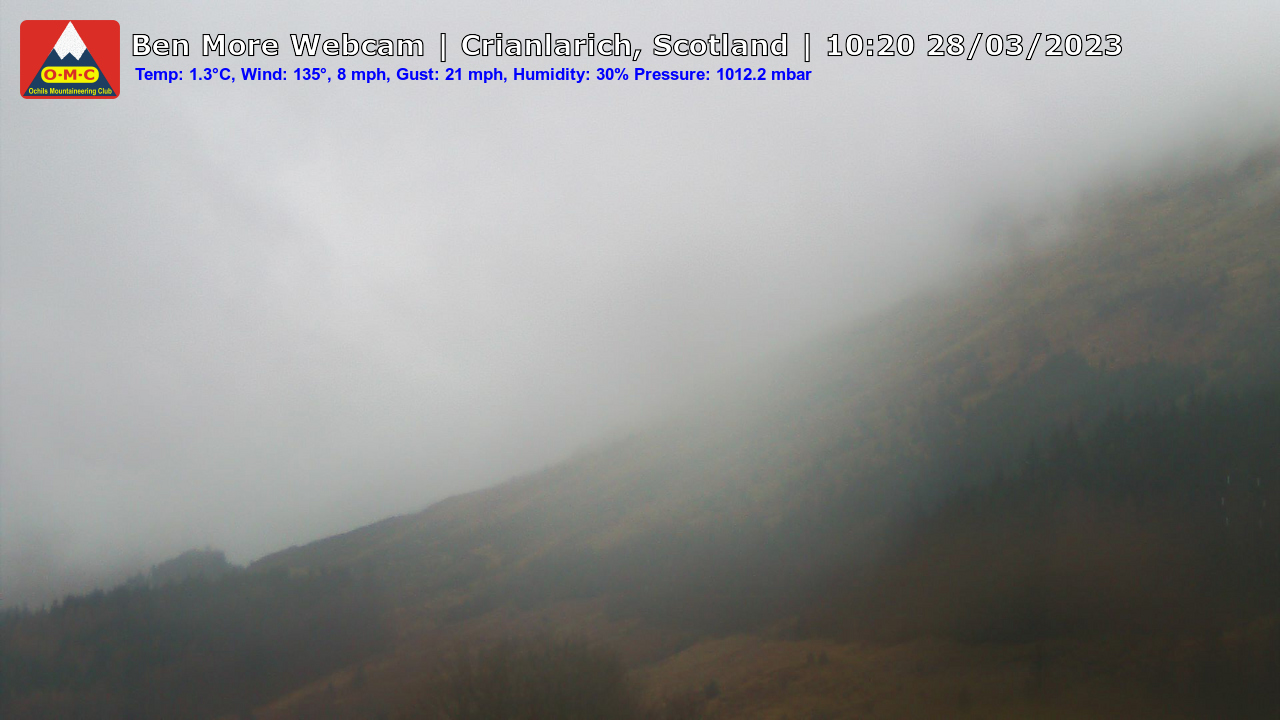 Ben More Webcam | Crianlarich, Scotland | 10:20 28/03/2023
Temp: 1.3°C, Wind: 135°, 8 mph, Gust: 21 mph, Humidity: 30% Pressure: 1012.2 mbar
O·M·C
Ochils Mountaineering Club